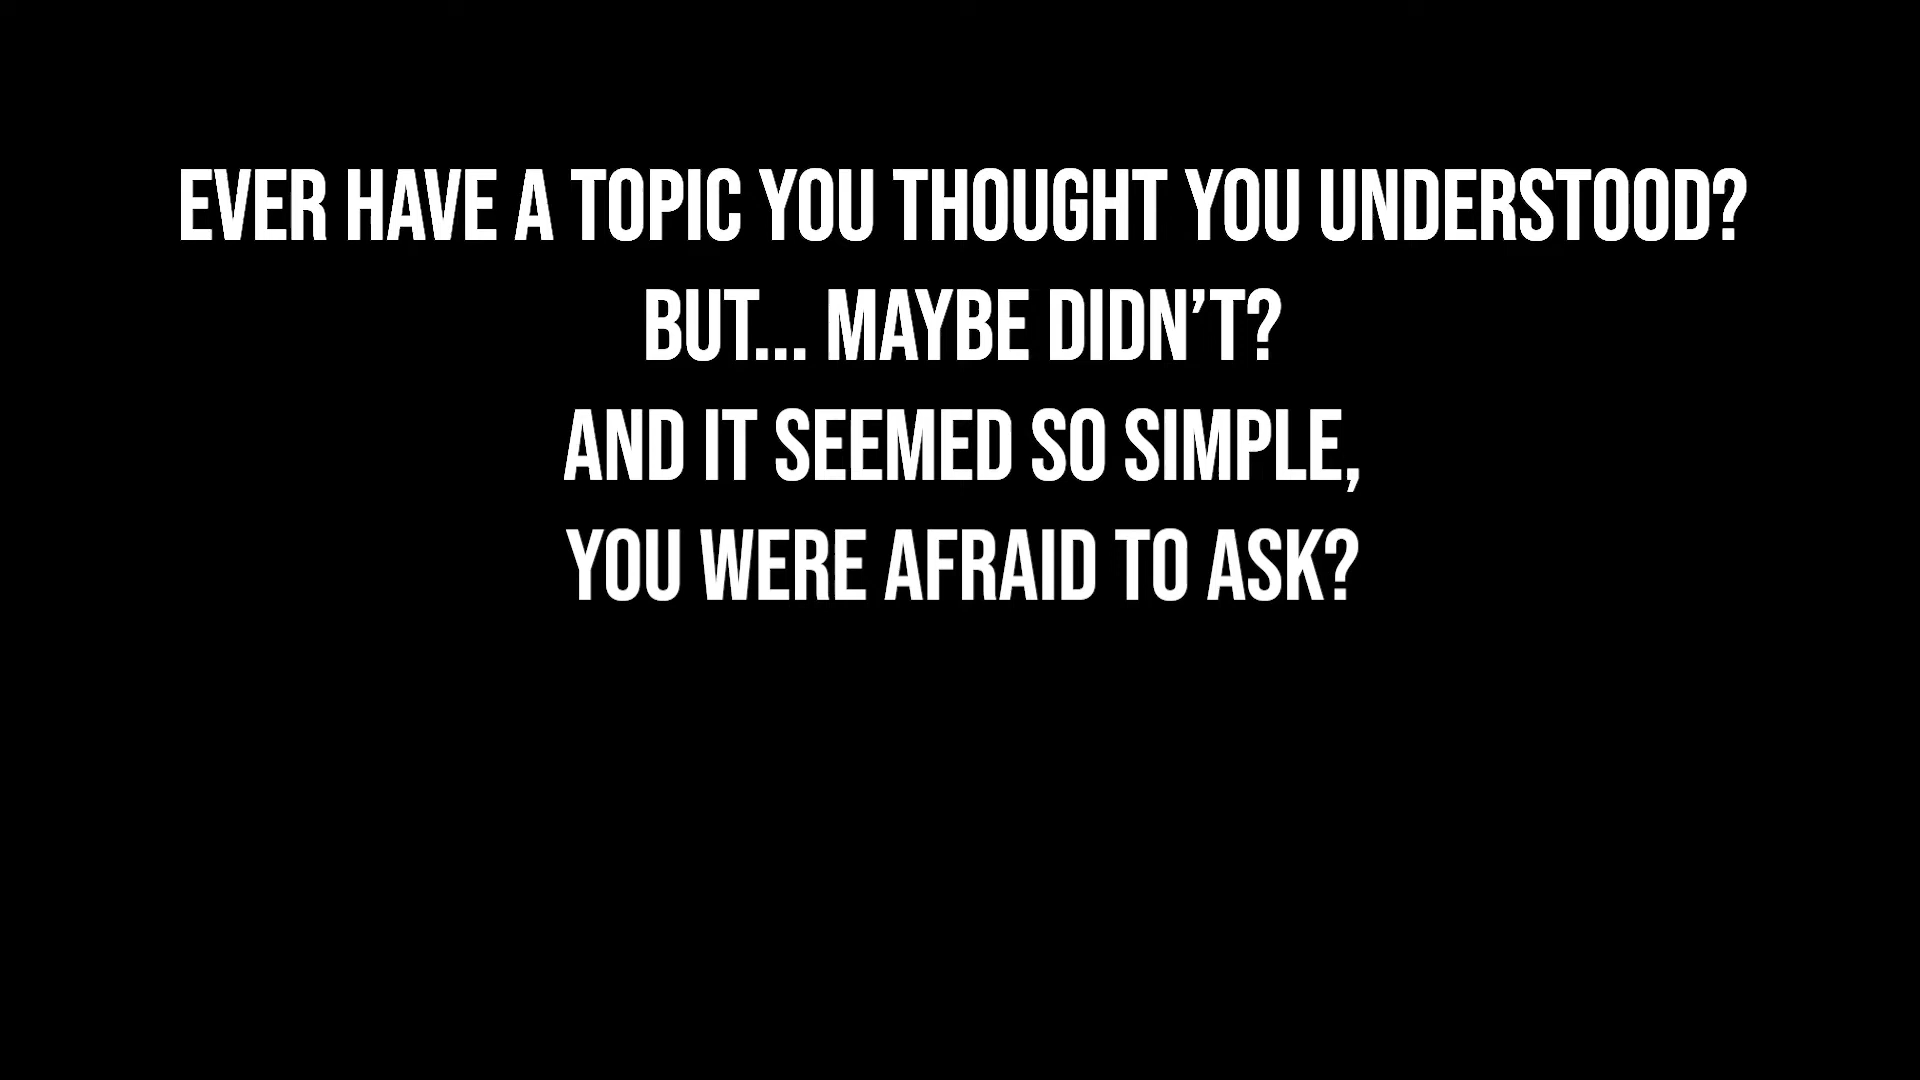 EVER HAVE A TOPIC YOU THOUGHT YOU UNDERSTOOD?
BUT... MAYBE DIDN’T?
AND IT SEEMED SO SIMPLE,
YOU WERE AFRAID TO ASK?